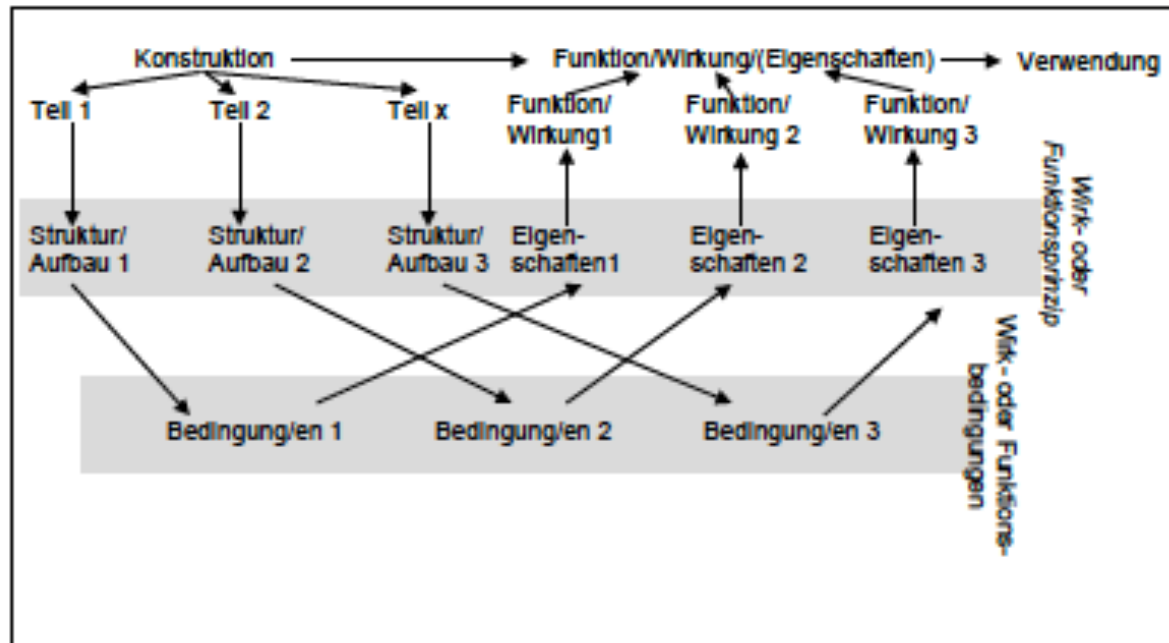 Konstruktion Funktion/Wirkung/(Eigenschaften) Verwendung
Teil 1 Teil 2 Teil x
Funktion/
Wirkung1
Funktion/
Wirkung 2
Funktion/
Wirkung 3
Wirk- oder
Funktionsprinzip
Struktur/
Aufbau 1
Struktur/
Aufbau 2
Struktur/
Aufbau 3
Eigen-
schaften1
Eigen-
schaften 2
Eigen-
schaften 3
Wirk- oder Funktions-
bedingungen
Bedingung/en 1 Bedingung/en 2 Bedingung/en 3